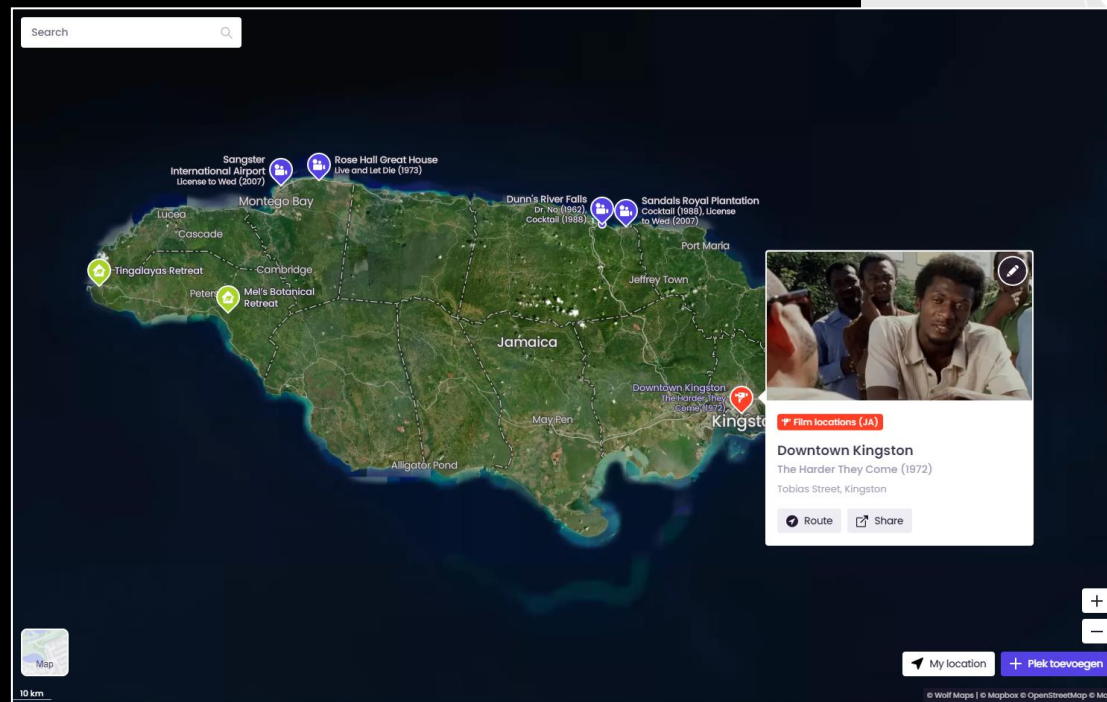 Search
Sangster
International Airport
License to Wed (2007)
Rose Hall Great House
Live and Let Die (1973)
Montego Bay
Lucea
Cascade
Dunn's River Falls
Dr. No (1962),
Cocktail (1988)
Sandals Royal Plantation
Cocktail (1988), License
to Wed (2007)
Port Maria
Tingalayas Retreat
Cambridge
Jeffrey Town
Mel's Botanical
Retreat
Jamaica
Downtown Kingston
The Harder They
Come (1972)
May Pen
Alligator Pond
Film locations (JA)
Downtown Kingston
The Harder They Come (1972)
Tobias Street, Kingston
Route
Share
Map
My location
+ Plek toevoegen
10 km
© Wolf Maps | © Mapbox © OpenStreetMap ©